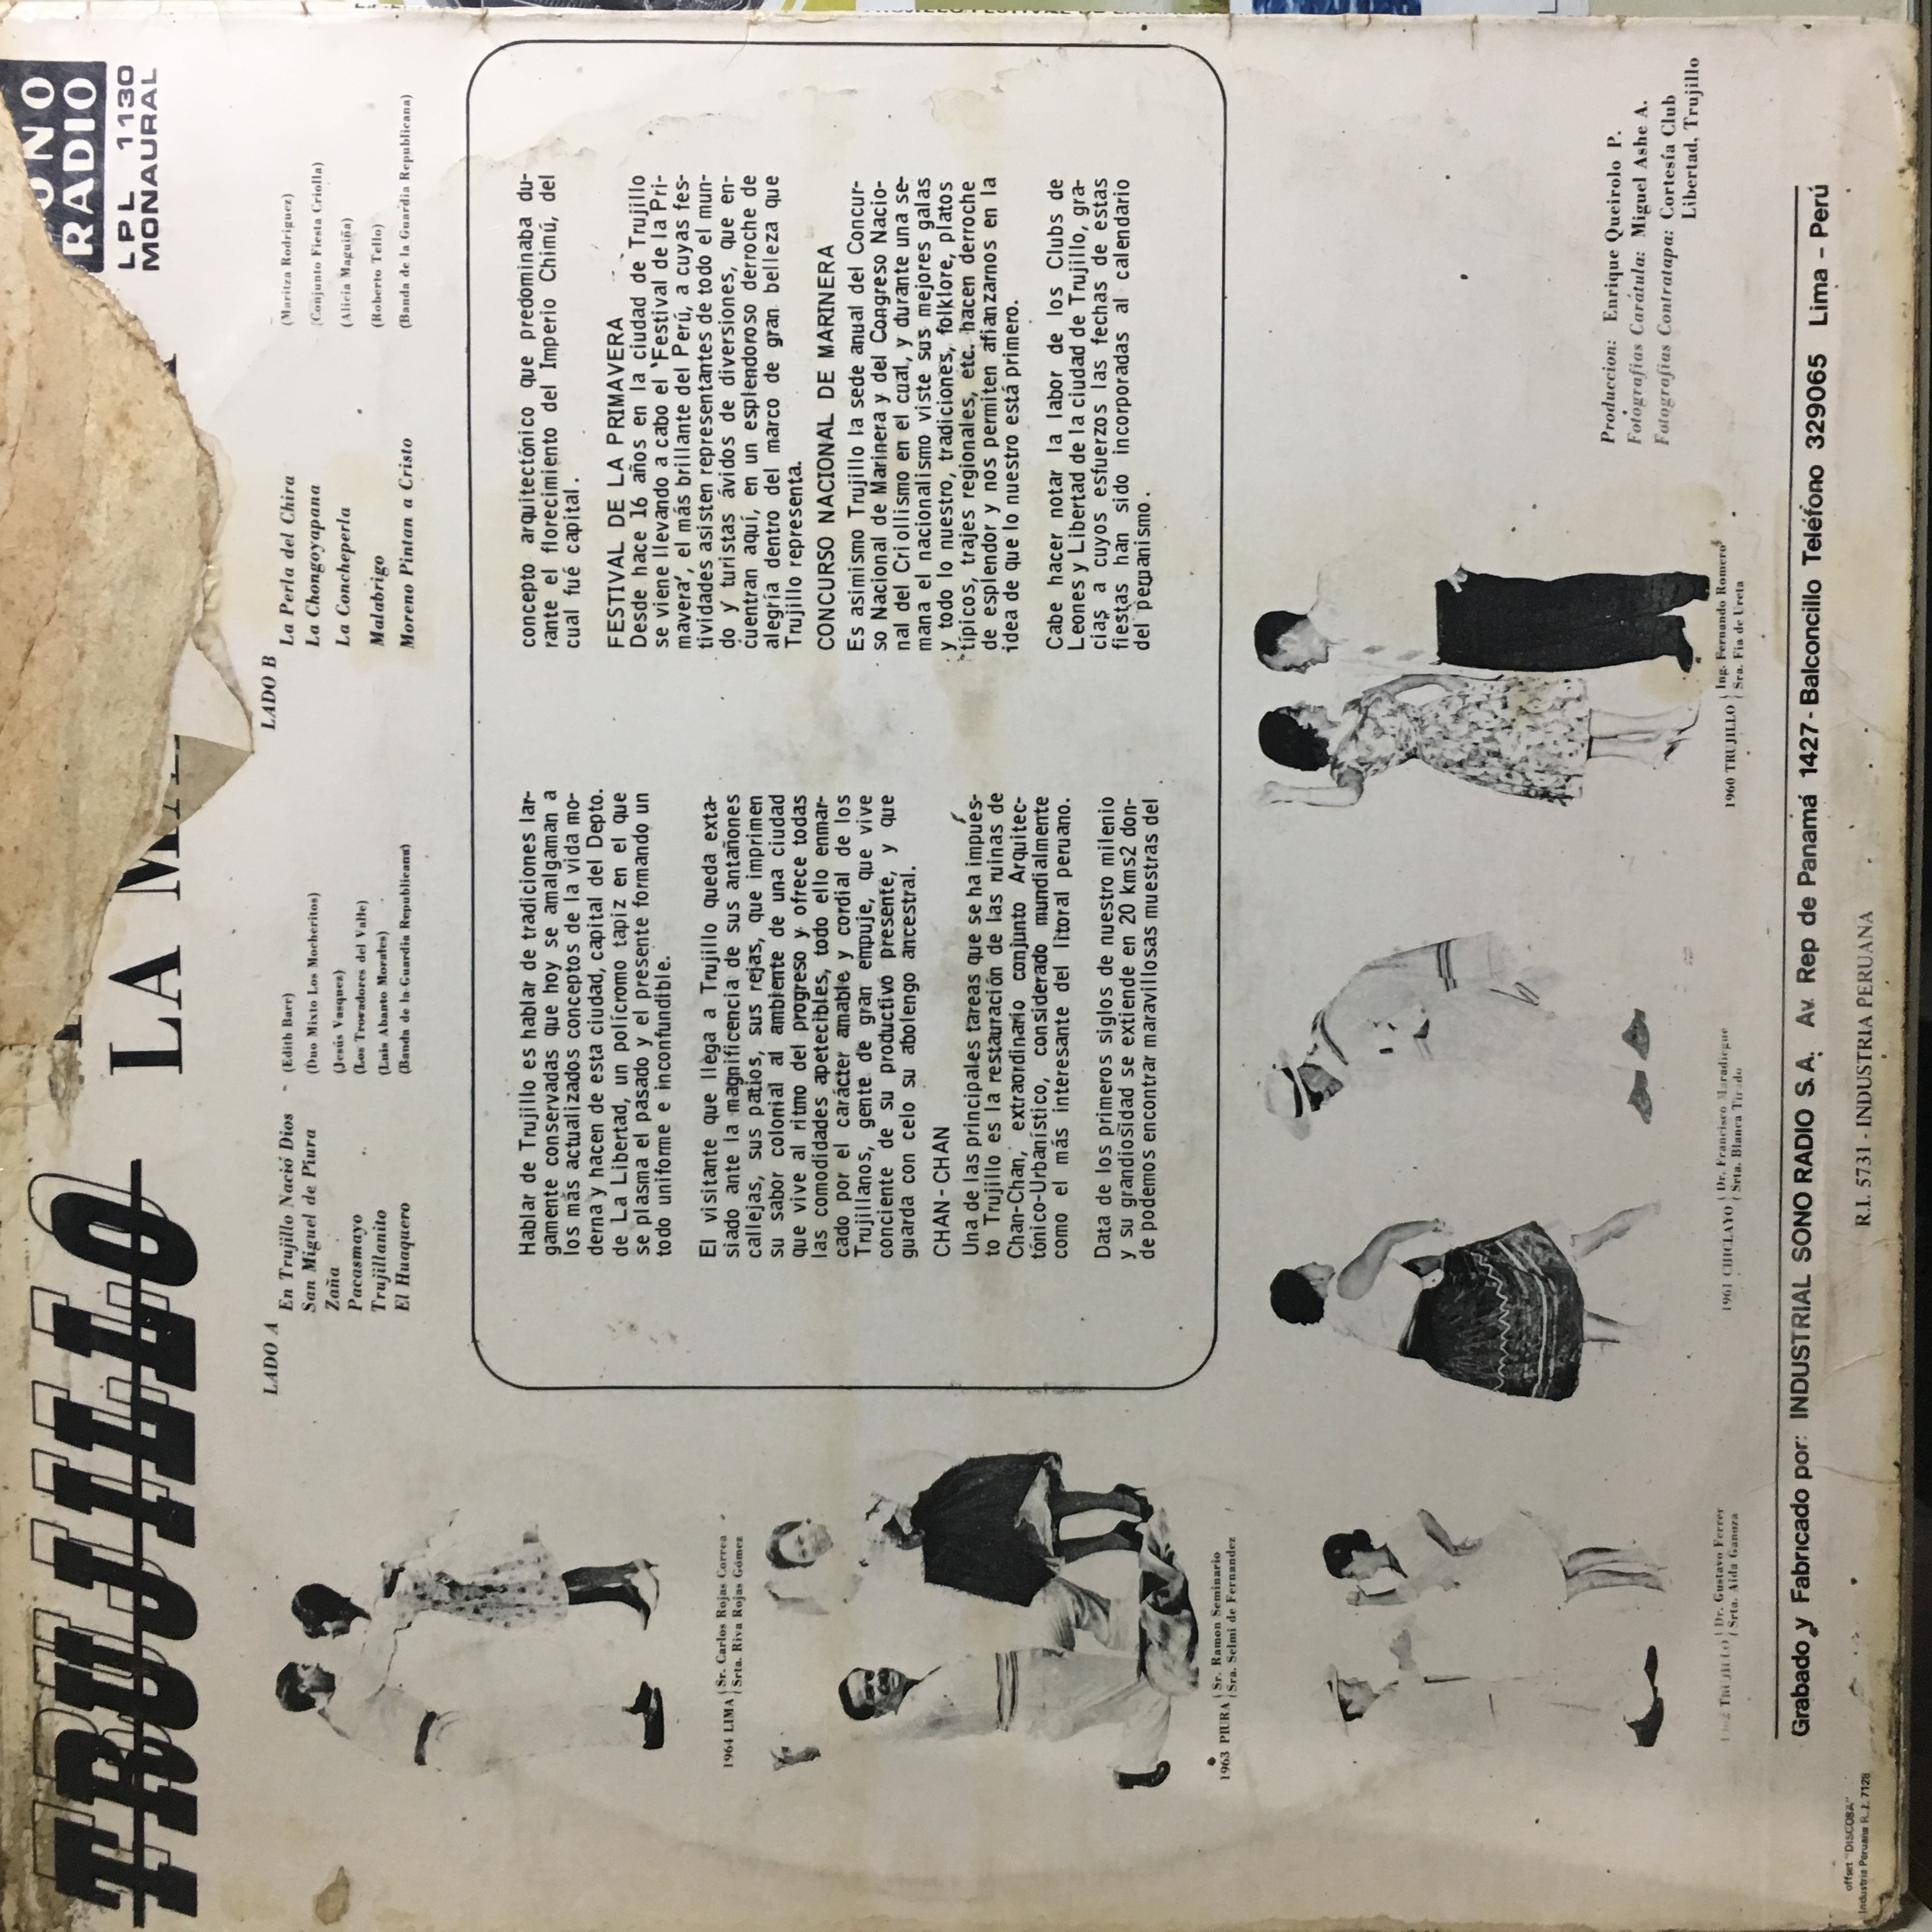 TRUJILLO
LA
RADIO
LPL 1130
MONAURAL
LADO A
En Trujillo Nació Dios (Edith Barr)
San Miguel de Piura (Duo Mixto Los Mocheritos)
Zaña (Jesús Vasquez)
Pacasmayo (Los Trovadores del Valle)
Trujillanito (Luis Abanto Morales)
El Huaquero (Banda de la Guardia Republicana)
LADO B
La Perla del Chira (Maritza Rodriguez)
La Chongoyapana (Conjunto Fiesta Criolla)
La Concheperla (Alicia Maguiña)
Malabrigo (Roberto Tello)
Moreno Pintan a Cristo (Banda de la Guardia Republicana)
Hablar de Trujillo es hablar de tradiciones lar-
gamente conservadas que hoy se amalgaman a
los más actualizados conceptos de la vida mo-
derna y hacen de esta ciudad, capital del Depto.
de La Libertad, un polícromo tapiz en el que
se plasma el pasado y el presente formando un
todo uniforme e inconfundible.
El visitante que llega a Trujillo queda exta-
siado ante la magnificencia de sus antañones
callejas, sus patios, sus rejas, que imprimen
su sabor colonial al ambiente de una ciudad
que vive al ritmo del progreso y ofrece todas
las comodidades apetecibles, todo ello enmar-
cado por el carácter amable y cordial de los
Trujillanos, gente de gran empuje, que vive
conciente de su productivo presente, y que
guarda con celo su abolengo ancestral.
CHAN-CHAN
Una de las principales tareas que se ha impues-
to Trujillo es la restauración de las ruinas de
Chan-Chan, extraordinario conjunto Arquitec-
tónico-Urbanístico, considerado mundialmente
como el más interesante del litoral peruano.
Data de los primeros siglos de nuestro milenio
y su grandiosidad se extiende en 20 kms2 don-
de podemos encontrar maravillosas muestras del
concepto arquitectónico que predominaba du-
rante el florecimiento del Imperio Chimú, del
cual fué capital.
FESTIVAL DE LA PRIMAVERA
Desde hace 16 años en la ciudad de Trujillo
se viene llevando a cabo el 'Festival de la Pri-
mavera', el más brillante del Perú, a cuyas fes-
tividades asisten representantes de todo el mun-
do y turistas ávidos de diversiones, que en-
cuentran aquí, en un esplendoroso derroche de
alegría dentro del marco de gran belleza que
Trujillo representa.
CONCURSO NACIONAL DE MARINERA
Es asimismo Trujillo la sede anual del Concur-
so Nacional de Marinera y del Congreso Nacio-
nal del Criollismo en el cual, y durante una se-
mana el nacionalismo viste sus mejores galas
y todo lo nuestro, tradiciones, folklore, platos
típicos, trajes regionales, etc. hacen derroche
de esplendor y nos permiten afianzarnos en la
idea de que lo nuestro está primero.
Cabe hacer notar la labor de los Clubs de
Leones y Libertad de la ciudad de Trujillo, gra-
cias a cuyos esfuerzos las fechas de estas
fiestas han sido incorporadas al calendario
del peruanismo.
1964 LIMA Sr. Carlos Rojas Correa
Srta. Riva Rojas Gómez
1963 PIURA Sr. Ramon Seminario
Sra. Selmi de Fernandez
TRUJILLO Dr. Gustavo Ferrer
Srta. Aida Ganoza
1961 CHICLAYO Dr. Francisco Maradiegue
Srta. Blanca Tirado
1960 TRUJILLO Ing. Fernando Romero
Sra. Fia de Ureta
Produccion: Enrique Queirolo P.
Fotografias Carátula: Miguel Ashe A.
Fotografias Contratapa: Cortesía Club
Libertad, Trujillo
Grabado y Fabricado por: INDUSTRIAL SONO RADIO S.A. Av. Rep de Panamá 1427 - Balconcillo Teléfono 329065 Lima - Perú
offset "DISCOSA"
Industria Peruana R.I. 7128
R.I. 5731 - INDUSTRIA PERUANA